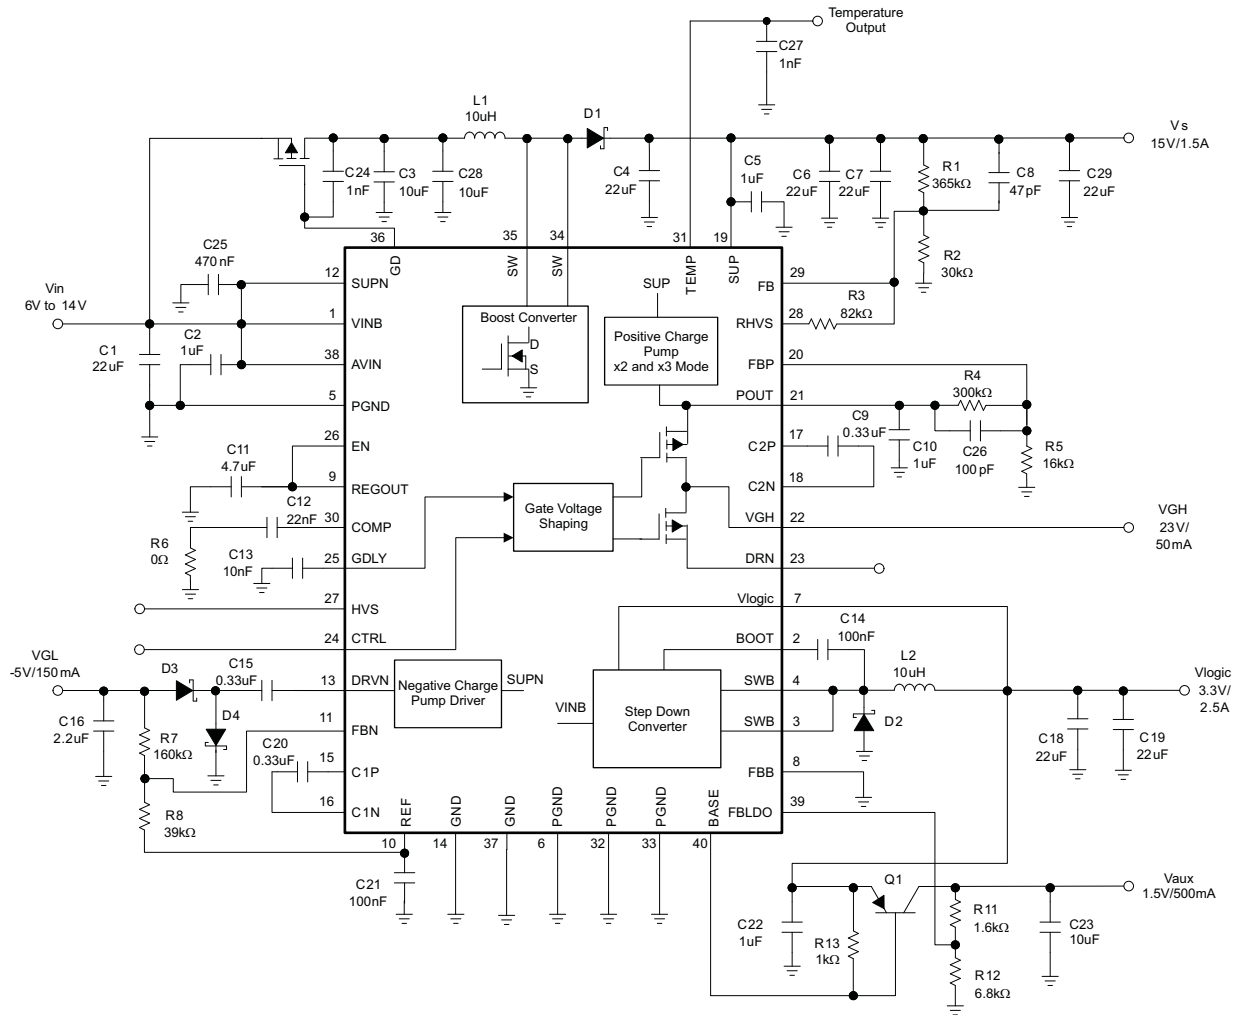 Temperature
Output
C27
1nF
L1
10uH
D1
Vs
15V/1.5A
C24
1nF
C3
10uF
C28
10uF
C4
22uF
C5
1uF
C6
22uF
C7
22uF
R1
365kΩ
C8
47pF
C29
22uF
R2
30kΩ
36
35
34
31
19
GD
SW
SW
TEMP
SUP
C25
470nF
12
SUPN
Vin
6V to 14V
1
VINB
C1
22uF
C2
1uF
38
AVIN
5
PGND
26
EN
C11
4.7uF
9
REGOUT
C12
22nF
30
COMP
R6
0Ω
C13
10nF
25
GDLY
27
HVS
24
CTRL
VGL
-5V/150mA
D3
C15
0.33uF
13
DRVN
C16
2.2uF
R7
160kΩ
D4
11
FBN
C20
0.33uF
15
C1P
16
C1N
R8
39kΩ
Boost Converter
D
S
SUP
Positive Charge
Pump
x2 and x3 Mode
Gate Voltage
Shaping
Negative Charge
Pump Driver
SUPN
VINB
Step Down
Converter
FB
29
RHVS
28
R3
82kΩ
FBP
20
POUT
21
R4
300kΩ
C9
0.33uF
C10
1uF
C26
100pF
R5
16kΩ
C2P
17
C2N
18
VGH
22
VGH
23V/
50mA
DRN
23
Vlogic
7
BOOT
2
C14
100nF
SWB
4
L2
10uH
Vlogic
3.3V/
2.5A
SWB
3
D2
C18
22uF
C19
22uF
FBB
8
FBLDO
39
REF
GND
GND
PGND
PGND
PGND
BASE
10
14
37
6
32
33
40
C21
100nF
Q1
Vaux
1.5V/500mA
C22
1uF
R13
1kΩ
R11
1.6kΩ
C23
10uF
R12
6.8kΩ